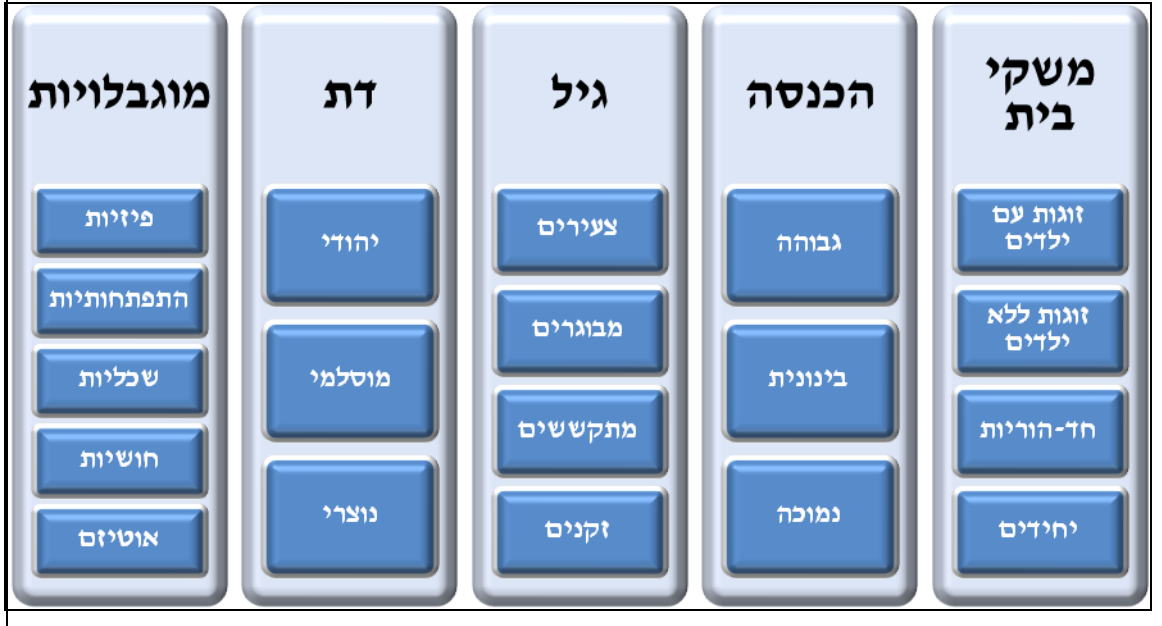 משקי
בית
זוגות עם
ילדים
זוגות ללא
ילדים
חד-הוריות
יחידים
הכנסה
גבוהה
בינונית
נמוכה
גיל
צעירים
מבוגרים
מתקששים
זקנים
דת
יהודי
מוסלמי
נוצרי
מוגבלויות
פיזיות
התפתחותיות
שכליות
חושיות
אוטיזם